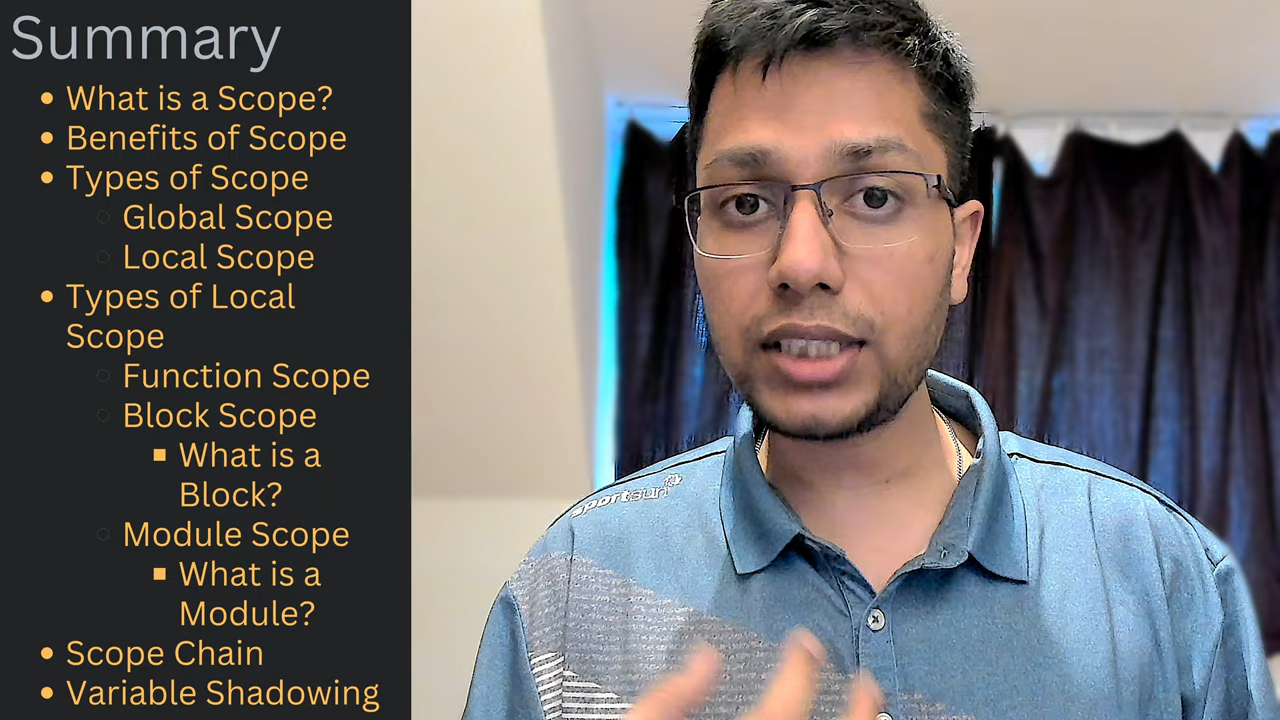 Summary
What is a Scope?
Benefits of Scope
Types of Scope
Global Scope
Local Scope
Types of Local
Scope
Function Scope
Block Scope
What is a
Block?
Module Scope
What is a
Module?
Scope Chain
Variable Shadowing
sportsun